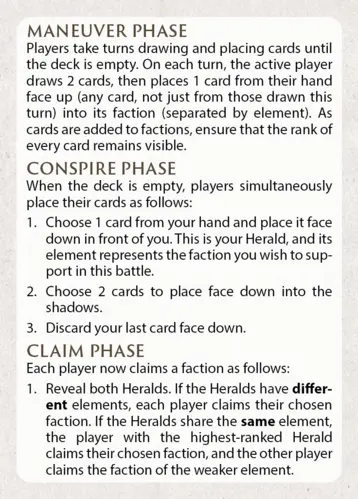 MANEUVER PHASE
Players take turns drawing and placing cards until
the deck is empty. On each turn, the active player
draws 2 cards, then places 1 card from their hand
face up (any card, not just from those drawn this
turn) into its faction (separated by element). As
cards are added to factions, ensure that the rank of
every card remains visible.
CONSPIRE PHASE
When the deck is empty, players simultaneously
place their cards as follows:
1. Choose 1 card from your hand and place it face
down in front of you. This is your Herald, and its
element represents the faction you wish to sup-
port in this battle.
2. Choose 2 cards to place face down into the
shadows.
3. Discard your last card face down.
CLAIM PHASE
Each player now claims a faction as follows:
1. Reveal both Heralds. If the Heralds have differ-
ent elements, each player claims their chosen
faction. If the Heralds share the same element,
the player with the highest-ranked Herald
claims their chosen faction, and the other player
claims the faction of the weaker element.